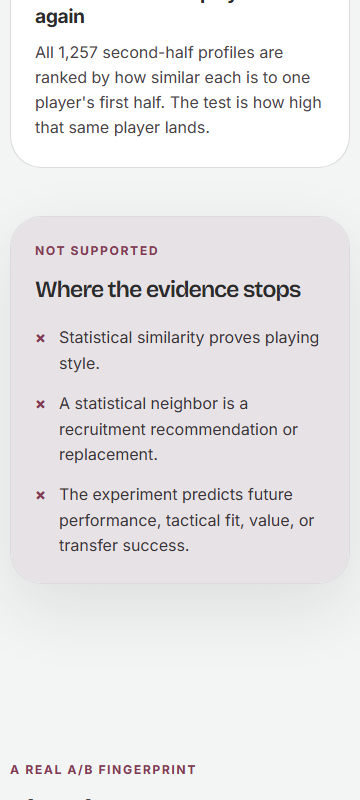 again
All 1,257 second-half profiles are
ranked by how similar each is to one
player's first half. The test is how high
that same player lands.
NOT SUPPORTED
Where the evidence stops
× Statistical similarity proves playing
style.
× A statistical neighbor is a
recruitment recommendation or
replacement.
× The experiment predicts future
performance, tactical fit, value, or
transfer success.
A REAL A/B FINGERPRINT